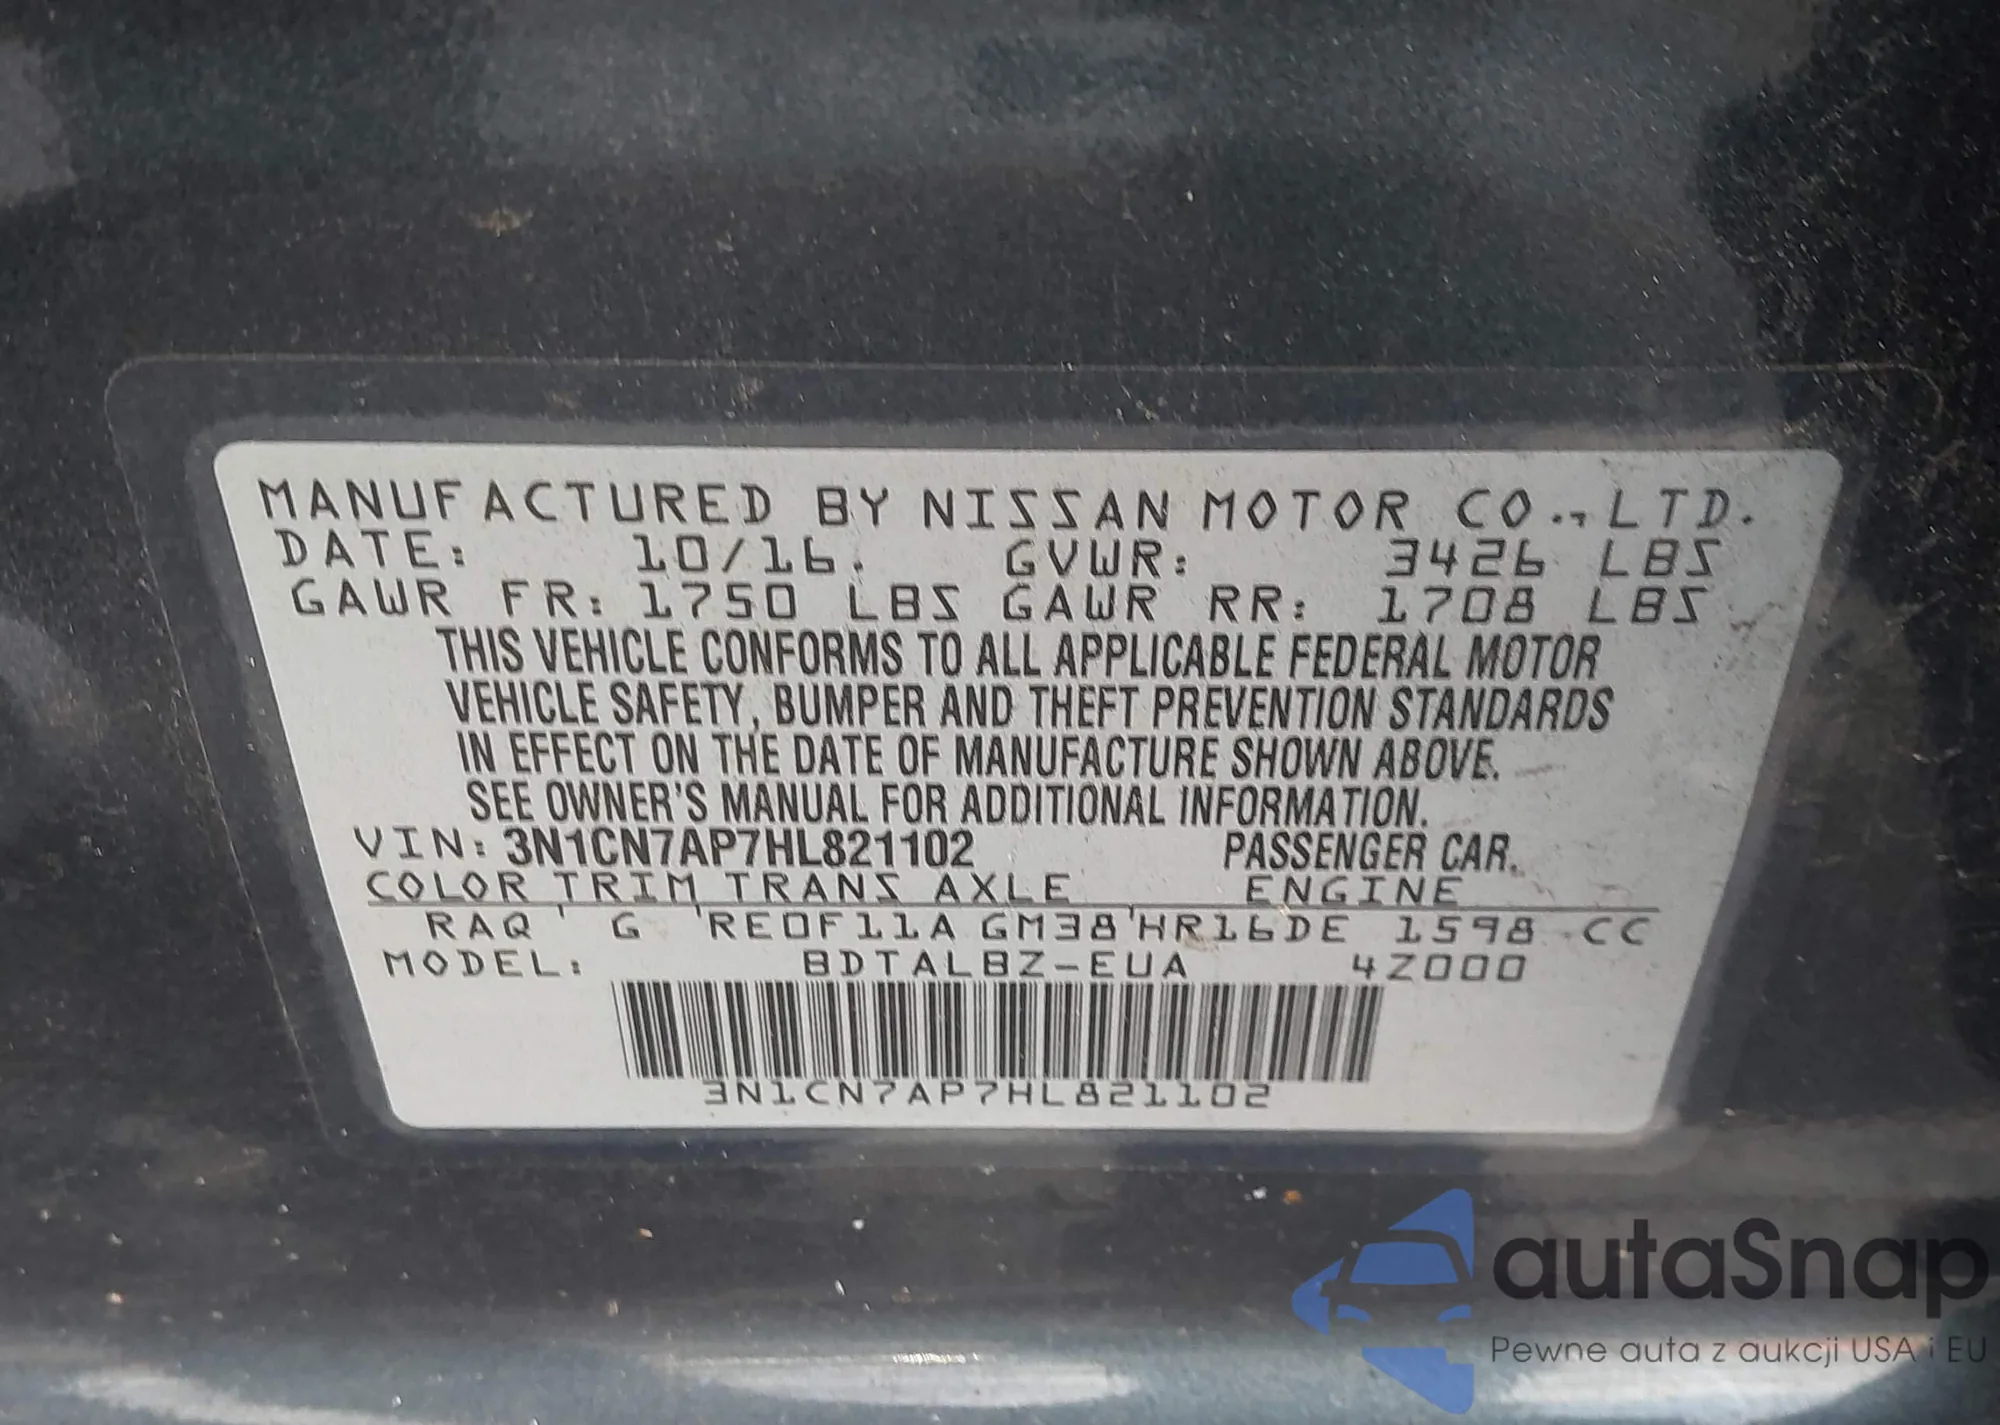 MANUFACTURED BY NISSAN MOTOR CO., LTD.
DATE: 10/16. GVWR: 3426 LBS
GAWR FR: 1750 LBS GAWR RR: 1708 LBS
THIS VEHICLE CONFORMS TO ALL APPLICABLE FEDERAL MOTOR
VEHICLE SAFETY, BUMPER AND THEFT PREVENTION STANDARDS
IN EFFECT ON THE DATE OF MANUFACTURE SHOWN ABOVE.
SEE OWNER'S MANUAL FOR ADDITIONAL INFORMATION.
VIN: 3N1CN7AP7HL821102 PASSENGER CAR.
COLOR TRIM TRANS AXLE ENGINE
RAQ ' G 'RE0F11A GM38'HR16DE 1598 CC
MODEL: BDTALBZ-EUA 4Z000
3N1CN7AP7HL821102
autaSnap
Pewne auta z aukcji USA i EU